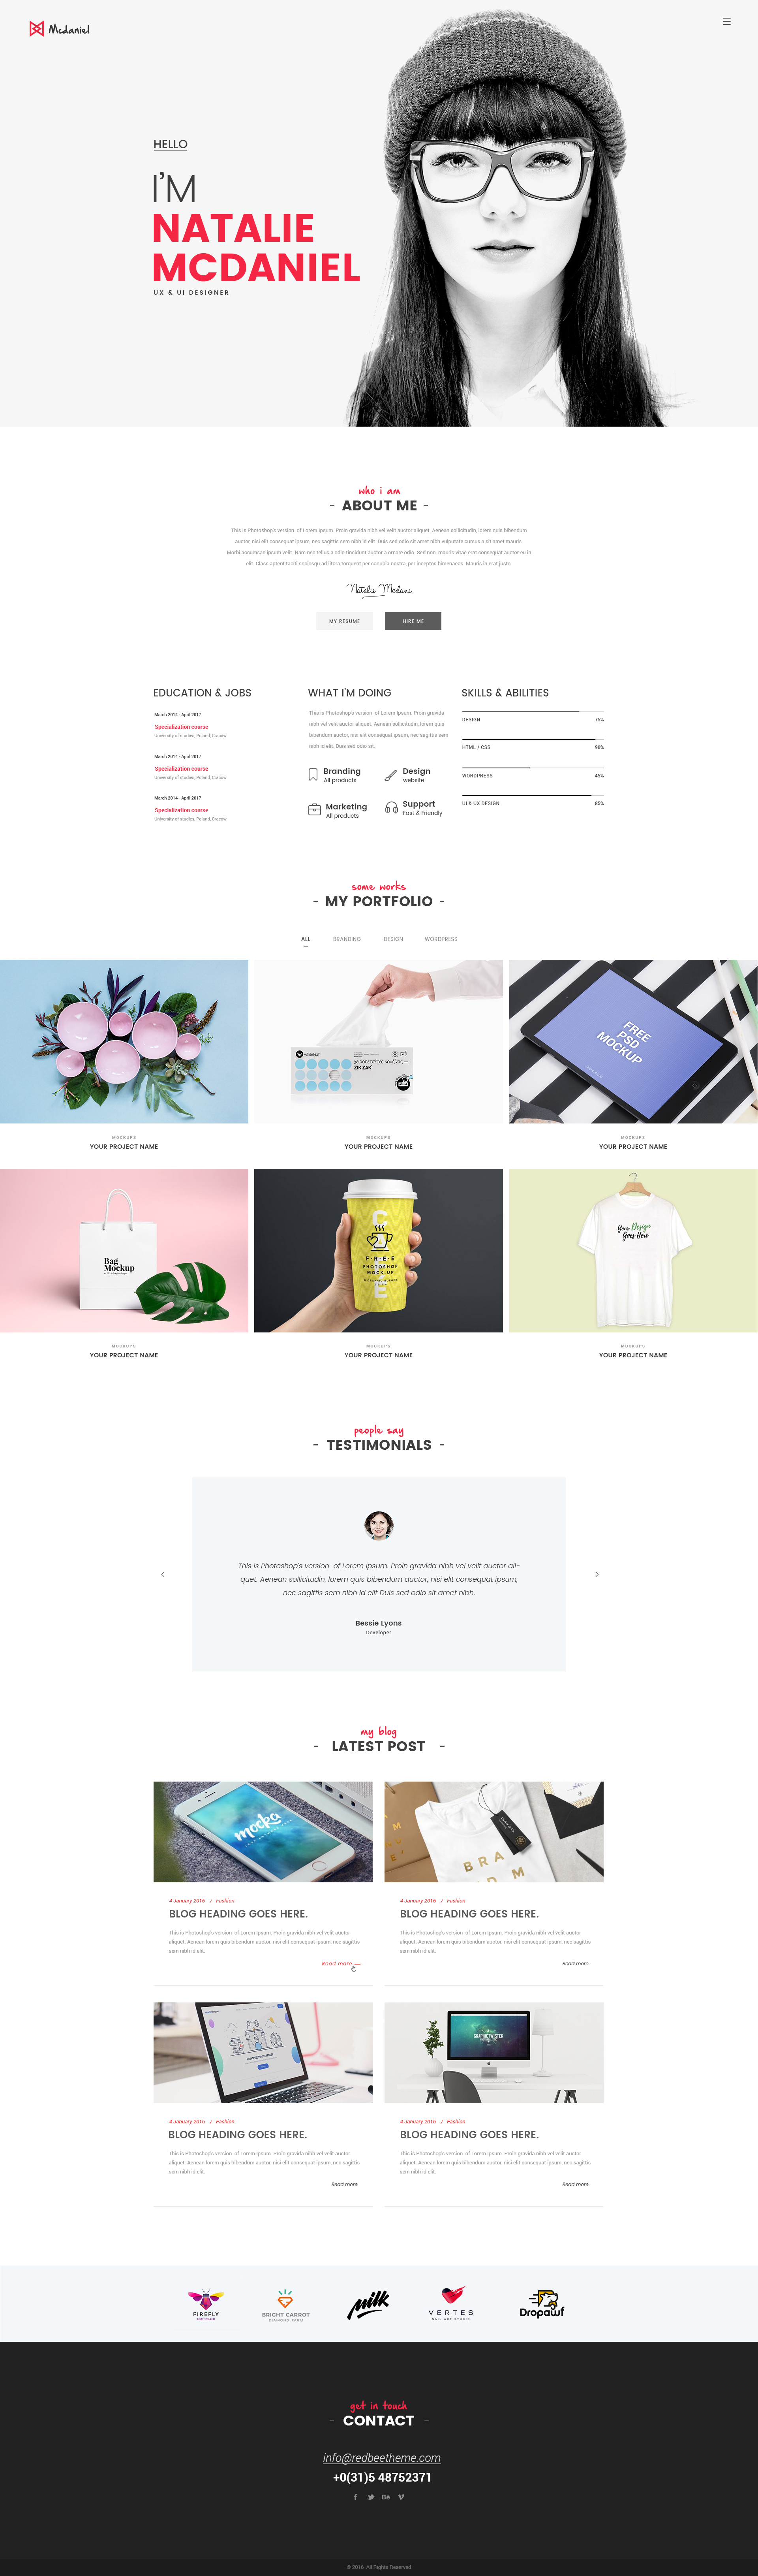 Mcdaniel
HELLO
I'M
NATALIE
MCDANIEL
UX & UI DESIGNER
who i am
- ABOUT ME -
This is Photoshop's version of Lorem Ipsum. Proin gravida nibh vel velit auctor aliquet. Aenean sollicitudin, lorem quis bibendum
auctor, nisi elit consequat ipsum, nec sagittis sem nibh id elit. Duis sed odio sit amet nibh vulputate cursus a sit amet mauris.
Morbi accumsan ipsum velit. Nam nec tellus a odio tincidunt auctor a ornare odio. Sed non mauris vitae erat consequat auctor eu in
elit. Class aptent taciti sociosqu ad litora torquent per conubia nostra, per inceptos himenaeos. Mauris in erat justo.
Natalie Mcdani
MY RESUME
HIRE ME
EDUCATION & JOBS
March 2014 - April 2017
Specialization course
University of studies, Poland, Cracow
March 2014 - April 2017
Specialization course
University of studies, Poland, Cracow
March 2014 - April 2017
Specialization course
University of studies, Poland, Cracow
WHAT I'M DOING
This is Photoshop's version of Lorem Ipsum. Proin gravida
nibh vel velit auctor aliquet. Aenean sollicitudin, lorem quis
bibendum auctor, nisi elit consequat ipsum, nec sagittis sem
nibh id elit. Duis sed odio sit.
Branding
All products
Design
website
Marketing
All products
Support
Fast & Friendly
SKILLS & ABILITIES
DESIGN 75%
HTML / CSS 90%
WORDPRESS 45%
UI & UX DESIGN 85%
some works
- MY PORTFOLIO -
ALL BRANDING DESIGN WORDPRESS
whiteleaf
χειροπετσέτες κουζίνας
ZIK ZAK
FREE
PSD
MOCKUP
MOCKUPS
YOUR PROJECT NAME
MOCKUPS
YOUR PROJECT NAME
MOCKUPS
YOUR PROJECT NAME
Bag
Mockup
FREE
PHOTOSHOP
MOCK-UP
Your Design
Goes Here
MOCKUPS
YOUR PROJECT NAME
MOCKUPS
YOUR PROJECT NAME
MOCKUPS
YOUR PROJECT NAME
people say
- TESTIMONIALS -
This is Photoshop's version of Lorem Ipsum. Proin gravida nibh vel velit auctor ali-
quet. Aenean sollicitudin, lorem quis bibendum auctor, nisi elit consequat ipsum,
nec sagittis sem nibh id elit Duis sed odio sit amet nibh.
Bessie Lyons
Developer
my blog
- LATEST POST -
mocka
BRA
4 January 2016 / Fashion
BLOG HEADING GOES HERE.
This is Photoshop's version of Lorem Ipsum. Proin gravida nibh vel velit auctor
aliquet. Aenean lorem quis bibendum auctor. nisi elit consequat ipsum, nec sagittis
sem nibh id elit.
Read more
4 January 2016 / Fashion
BLOG HEADING GOES HERE.
This is Photoshop's version of Lorem Ipsum. Proin gravida nibh vel velit auctor
aliquet. Aenean lorem quis bibendum auctor. nisi elit consequat ipsum, nec sagittis
sem nibh id elit.
Read more
4 January 2016 / Fashion
BLOG HEADING GOES HERE.
This is Photoshop's version of Lorem Ipsum. Proin gravida nibh vel velit auctor
aliquet. Aenean lorem quis bibendum auctor. nisi elit consequat ipsum, nec sagittis
sem nibh id elit.
Read more
4 January 2016 / Fashion
BLOG HEADING GOES HERE.
This is Photoshop's version of Lorem Ipsum. Proin gravida nibh vel velit auctor
aliquet. Aenean lorem quis bibendum auctor. nisi elit consequat ipsum, nec sagittis
sem nibh id elit.
Read more
FIREFLY
BRIGHT CARROT
DIAMOND FARM
milk
VERTES
NAIL ART STUDIO
Dropawf
get in touch
- CONTACT -
info@redbeetheme.com
+0(31)5 48752371
f Bē
© 2016 All Rights Reserved